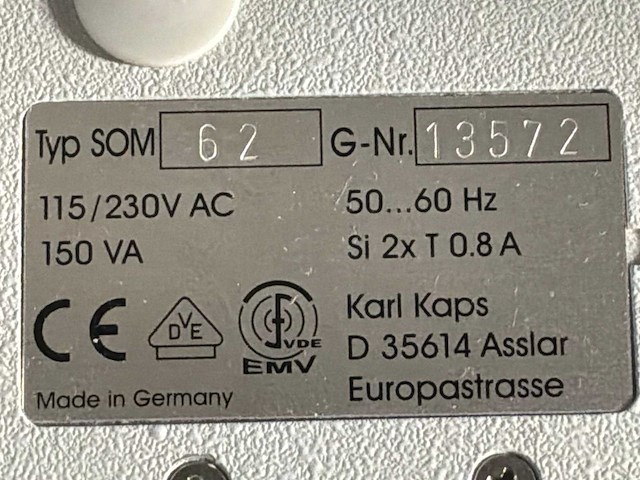 Typ SOM 62 G-Nr. 13572
115/230V AC 50...60 Hz
150 VA Si 2x T 0.8 A
CE DVE VDE EMV
Karl Kaps
D 35614 Asslar
Made in Germany Europastrasse